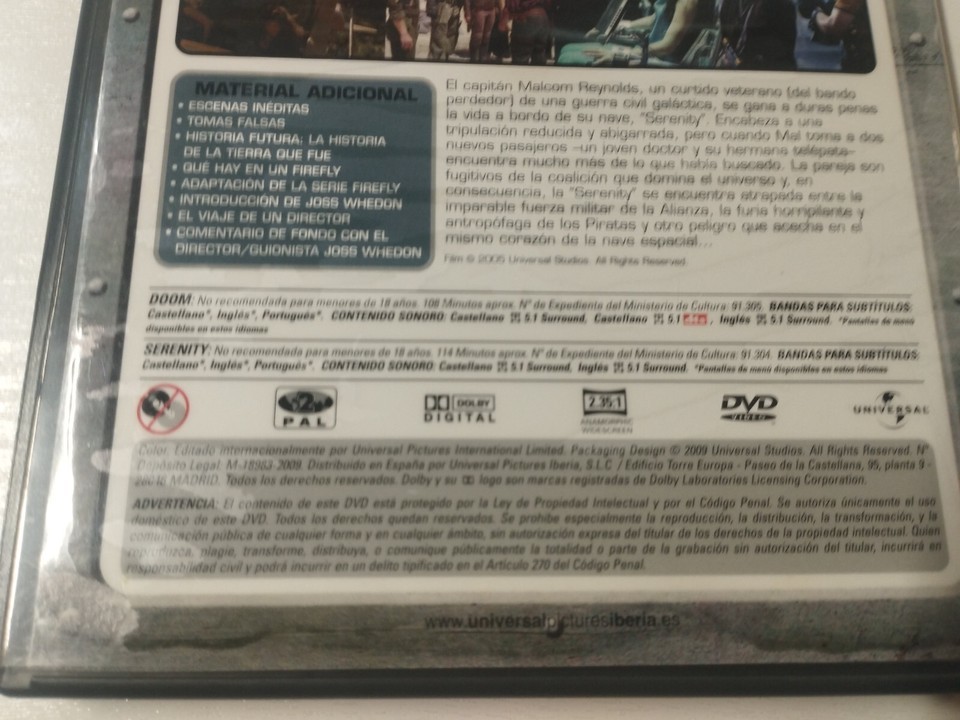 MATERIAL ADICIONAL
• ESCENAS INÉDITAS
• TOMAS FALSAS
• HISTORIA FUTURA: LA HISTORIA
DE LA TIERRA QUE FUE
• QUÉ HAY EN UN FIREFLY
• ADAPTACIÓN DE LA SERIE FIREFLY
• INTRODUCCIÓN DE JOSS WHEDON
• EL VIAJE DE UN DIRECTOR
• COMENTARIO DE FONDO CON EL
DIRECTOR/GUIONISTA JOSS WHEDON
El capitán Malcom Reynolds, un curtido veterano (del bando
perdedor) de una guerra civil galáctica, se gana a duras penas
la vida a bordo de su nave, "Serenity". Encabeza a una
tripulación reducida y abigarrada, pero cuando Mal toma a dos
nuevos pasajeros -un joven doctor y su hermana telépata-
encuentra mucho más de lo que había buscado. La pareja son
fugitivos de la coalición que domina el universo y, en
consecuencia, la "Serenity" se encuentra atrapada entre la
imparable fuerza militar de la Alianza, la furia horripilante y
antropófaga de los Piratas y otro peligro que acecha en el
mismo corazón de la nave espacial...
Film © 2005 Universal Studios. All Rights Reserved.
DOOM: No recomendada para menores de 18 años. 108 Minutos aprox. Nº de Expediente del Ministerio de Cultura: 91.305. BANDAS PARA SUBTÍTULOS:
Castellano*, Inglés*, Portugués*. CONTENIDO SONORO: Castellano 5.1 Surround, Castellano 5.1 dts, Inglés 5.1 Surround. *Pantallas de menú
disponibles en estos idiomas
SERENITY: No recomendada para menores de 18 años. 114 Minutos aprox. Nº de Expediente del Ministerio de Cultura: 91.304. BANDAS PARA SUBTÍTULOS:
Castellano*, Inglés*, Portugués*. CONTENIDO SONORO: Castellano 5.1 Surround, Inglés 5.1 Surround. *Pantallas de menú disponibles en estos idiomas
2 PAL DOLBY DIGITAL 2.35:1 ANAMORPHIC WIDESCREEN DVD VIDEO UNIVERSAL
Color. Editado internacionalmente por Universal Pictures International Limited. Packaging Design © 2009 Universal Studios. All Rights Reserved. Nº
Depósito Legal: M-18983-2009. Distribuido en España por Universal Pictures Iberia, S.L.C / Edificio Torre Europa - Paseo de la Castellana, 95, planta 9 -
28046 MADRID. Todos los derechos reservados. Dolby y su logo son marcas registradas de Dolby Laboratories Licensing Corporation.
ADVERTENCIA: El contenido de este DVD está protegido por la Ley de Propiedad Intelectual y por el Código Penal. Se autoriza únicamente el uso
doméstico de este DVD. Todos los derechos quedan reservados. Se prohíbe especialmente la reproducción, la distribución, la transformación, y la
comunicación pública de cualquier forma y en cualquier ámbito, sin autorización expresa del titular de los derechos de la propiedad intelectual. Quien
reproduzca, plagie, transforme, distribuya, o comunique públicamente la totalidad o parte de la grabación sin autorización del titular, incurrirá en
responsabilidad civil y podrá incurrir en un delito tipificado en el Artículo 270 del Código Penal.
www.universalpicturesiberia.es